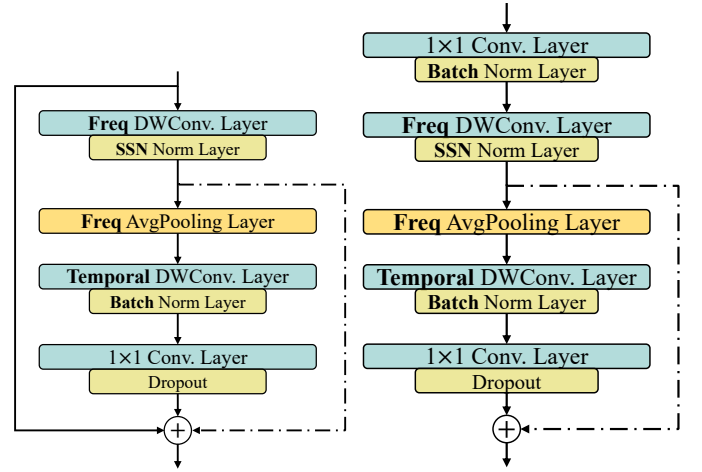 Freq DWConv. Layer
SSN Norm Layer
Freq AvgPooling Layer
Temporal DWConv. Layer
Batch Norm Layer
1×1 Conv. Layer
Dropout
+
1×1 Conv. Layer
Batch Norm Layer
Freq DWConv. Layer
SSN Norm Layer
Freq AvgPooling Layer
Temporal DWConv. Layer
Batch Norm Layer
1×1 Conv. Layer
Dropout
+